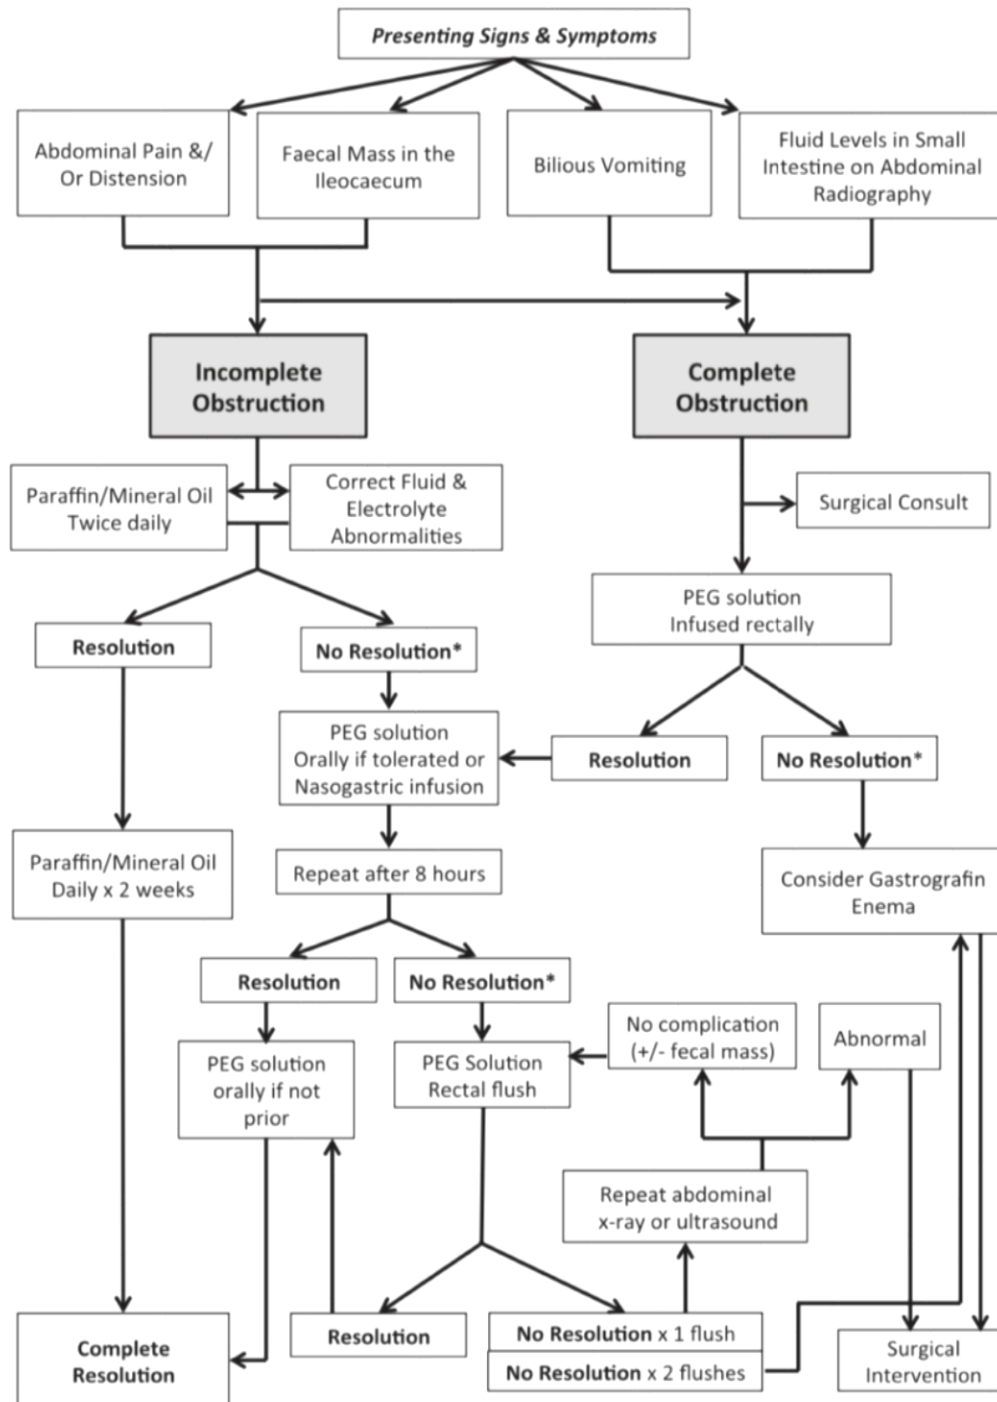 Presenting Signs & Symptoms
Abdominal Pain &/
Or Distension
Faecal Mass in the
Ileocaecum
Bilious Vomiting
Fluid Levels in Small
Intestine on Abdominal
Radiography
Incomplete
Obstruction
Complete
Obstruction
Paraffin/Mineral Oil
Twice daily
Correct Fluid &
Electrolyte
Abnormalities
Surgical Consult
PEG solution
Infused rectally
Resolution
No Resolution*
PEG solution
Orally if tolerated or
Nasogastric infusion
Resolution
No Resolution*
Paraffin/Mineral Oil
Daily x 2 weeks
Repeat after 8 hours
Consider Gastrografin
Enema
Resolution
No Resolution*
No complication
(+/- fecal mass)
Abnormal
PEG solution
orally if not
prior
PEG Solution
Rectal flush
Repeat abdominal
x-ray or ultrasound
Complete
Resolution
Resolution
No Resolution x 1 flush
No Resolution x 2 flushes
Surgical
Intervention